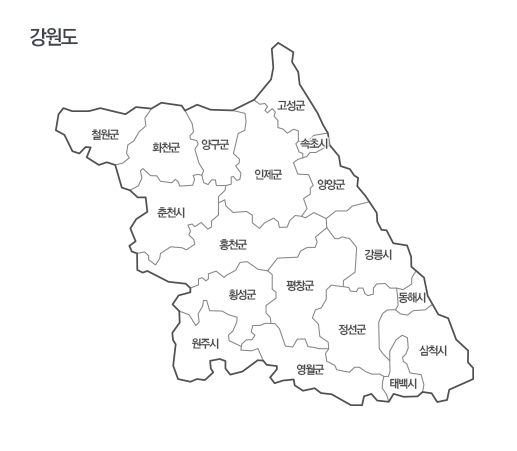 강원도
고성군
철원군
화천군
양구군
속초시
인제군
양양군
춘천시
홍천군
강릉시
평창군
횡성군
동해시
정선군
원주시
삼척시
영월군
태백시